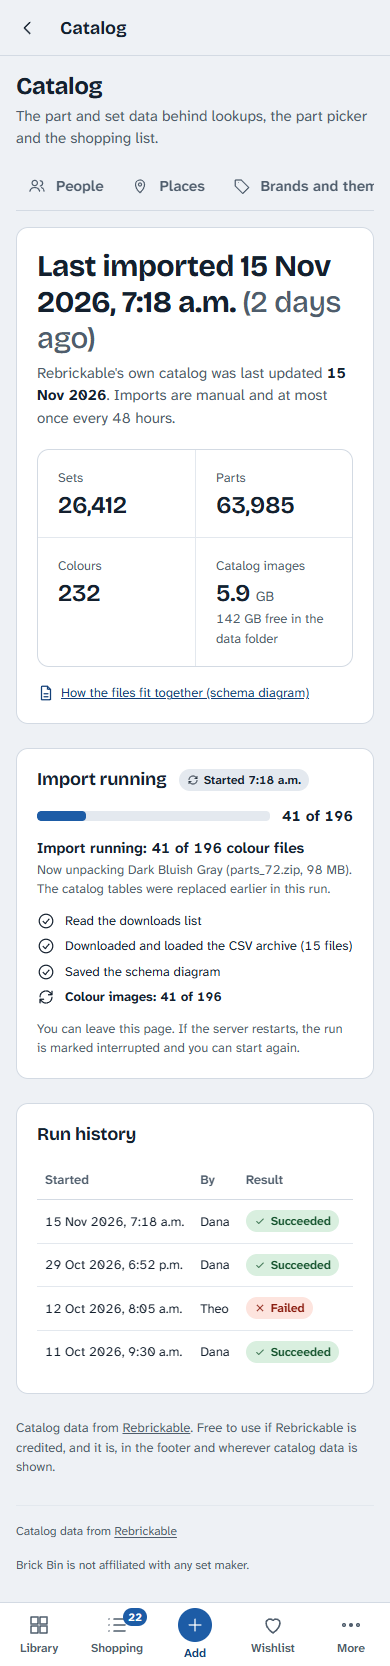 Catalog
Catalog
The part and set data behind lookups, the part picker
and the shopping list.
People Places Brands and them
Last imported 15 Nov
2026, 7:18 a.m. (2 days
ago)
Rebrickable's own catalog was last updated 15
Nov 2026. Imports are manual and at most
once every 48 hours.
Sets
26,412
Parts
63,985
Colours
232
Catalog images
5.9 GB
142 GB free in the
data folder
How the files fit together (schema diagram)
Import running Started 7:18 a.m.
41 of 196
Import running: 41 of 196 colour files
Now unpacking Dark Bluish Gray (parts_72.zip, 98 MB).
The catalog tables were replaced earlier in this run.
Read the downloads list
Downloaded and loaded the CSV archive (15 files)
Saved the schema diagram
Colour images: 41 of 196
You can leave this page. If the server restarts, the run
is marked interrupted and you can start again.
Run history
Started By Result
15 Nov 2026, 7:18 a.m. Dana Succeeded
29 Oct 2026, 6:52 p.m. Dana Succeeded
12 Oct 2026, 8:05 a.m. Theo Failed
11 Oct 2026, 9:30 a.m. Dana Succeeded
Catalog data from Rebrickable. Free to use if Rebrickable is
credited, and it is, in the footer and wherever catalog data is
shown.
Catalog data from Rebrickable
Brick Bin is not affiliated with any set maker.
22
Library Shopping Add Wishlist More